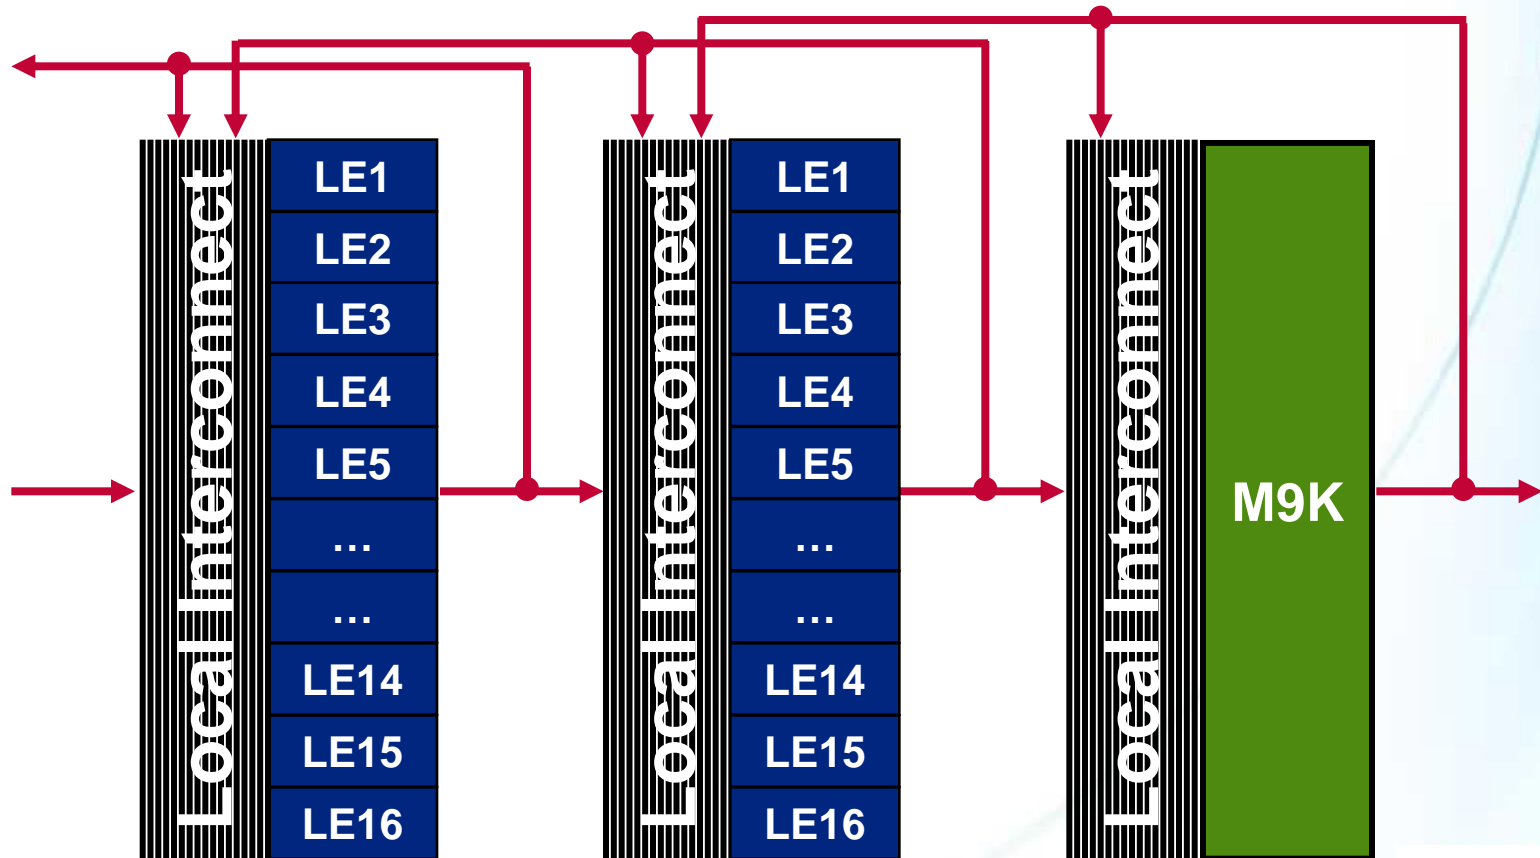 Local Interconnect
LE1
LE2
LE3
LE4
LE5
...
...
LE14
LE15
LE16
Local Interconnect
LE1
LE2
LE3
LE4
LE5
...
...
LE14
LE15
LE16
Local Interconnect
M9K